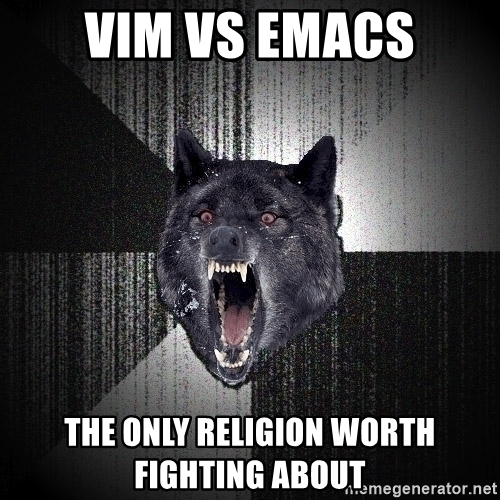 VIM VS EMACS
THE ONLY RELIGION WORTH
FIGHTING ABOUT
memegenerator.net